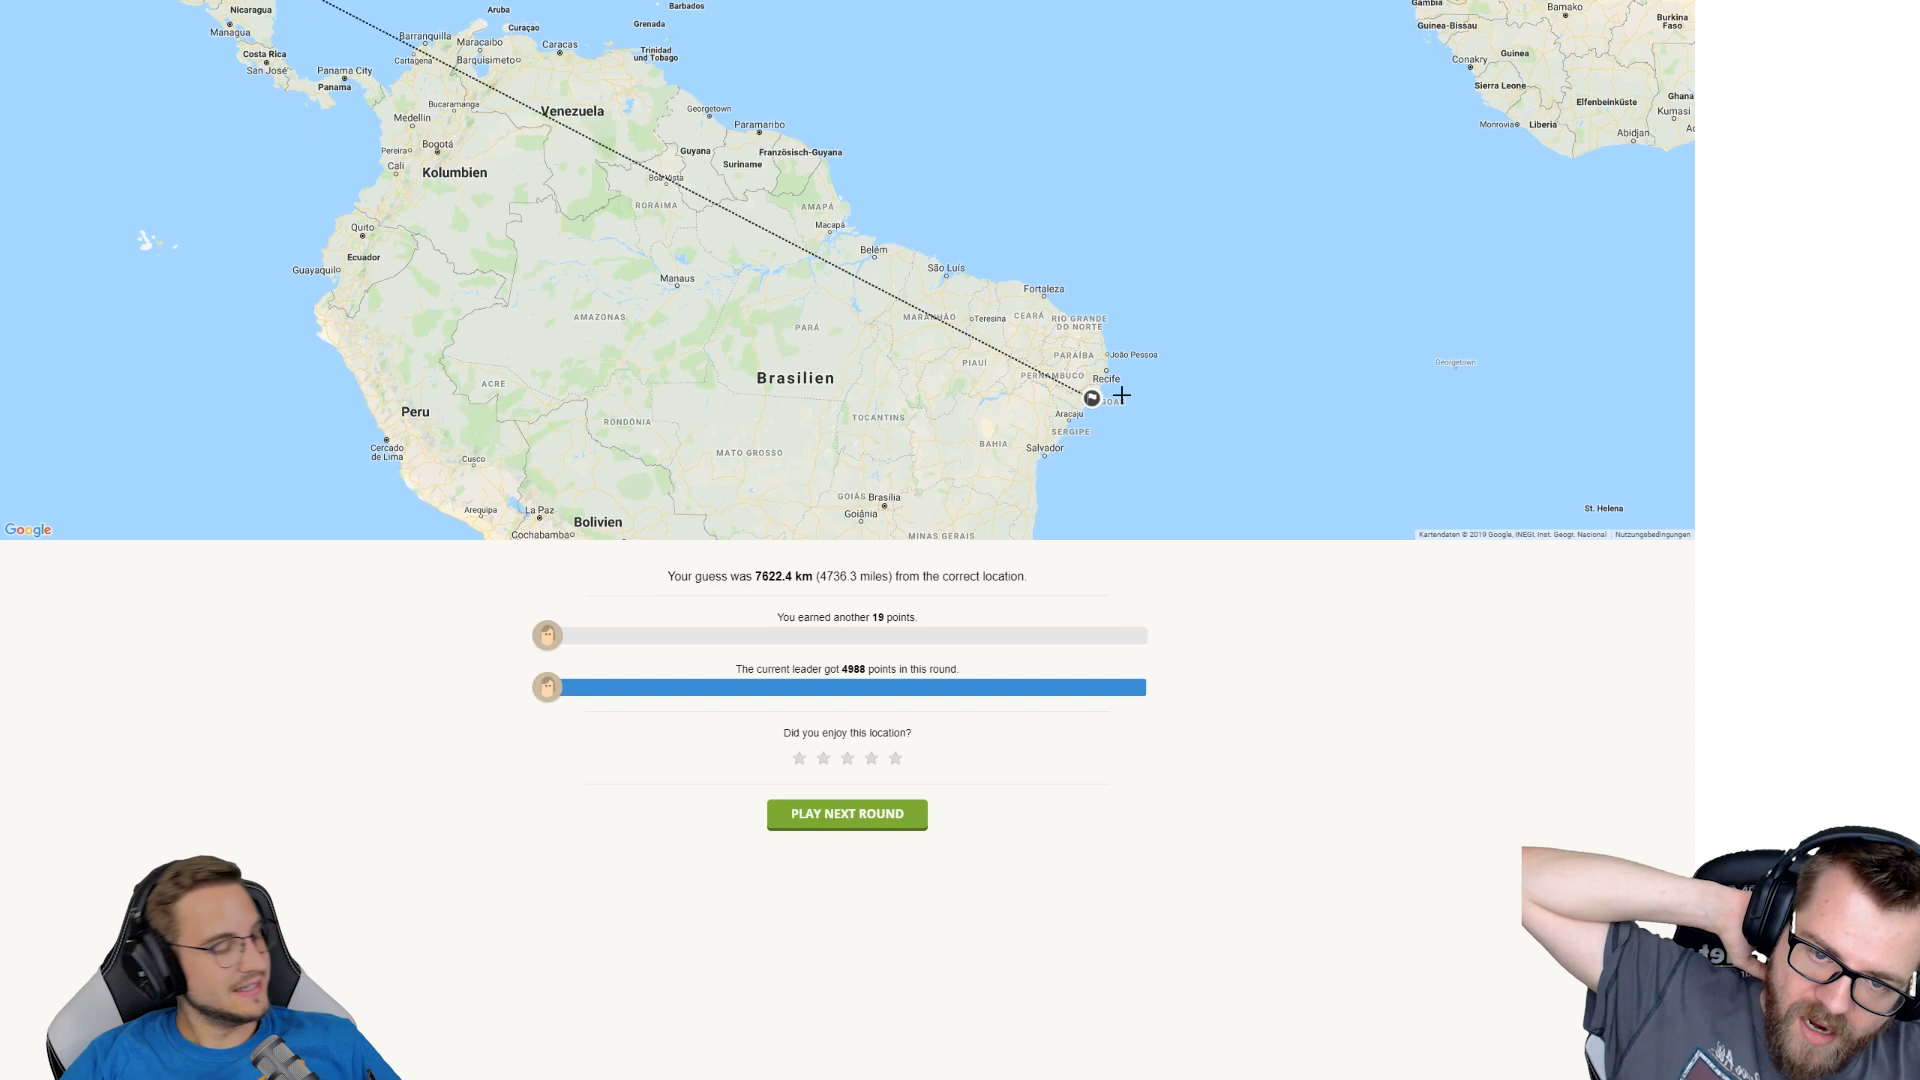 Nicaragua
Managua
Costa Rica
San José
Panama City
Panama
Aruba
Curaçao
Barbados
Grenada
Trinidad
und Tobago
Barranquilla
Cartagena
Maracaibo
Caracas
Barquisimeto
Bucaramanga
Medellín
Bogotá
Pereira
Cali
Kolumbien
Venezuela
Georgetown
Paramaribo
Guyana
Suriname
Französisch-Guyana
Boa Vista
RORAIMA
AMAPÁ
Macapá
Quito
Ecuador
Guayaquil
Belém
São Luís
Manaus
Fortaleza
AMAZONAS
PARÁ
MARANHÃO
Teresina
CEARÁ
RIO GRANDE
DO NORTE
PARAÍBA
João Pessoa
PIAUÍ
PERNAMBUCO
Recife
Brasilien
ACRE
Peru
TOCANTINS
RONDÔNIA
Aracaju
SERGIPE
BAHIA
Salvador
MATO GROSSO
Cercado
de Lima
Cusco
GOIÁS
Brasília
Goiânia
Arequipa
La Paz
Bolivien
Cochabamba
MINAS GERAIS
Gambia
Guinea-Bissau
Bamako
Burkina
Faso
Guinea
Conakry
Sierra Leone
Elfenbeinküste
Ghana
Kumasi
Monrovia
Liberia
Abidjan
Georgetown
St. Helena
Google
Kartendaten © 2019 Google, INEGI, Inst. Geogr. Nacional
Nutzungsbedingungen
Your guess was 7622.4 km (4736.3 miles) from the correct location.
You earned another 19 points.
The current leader got 4988 points in this round.
Did you enjoy this location?
PLAY NEXT ROUND